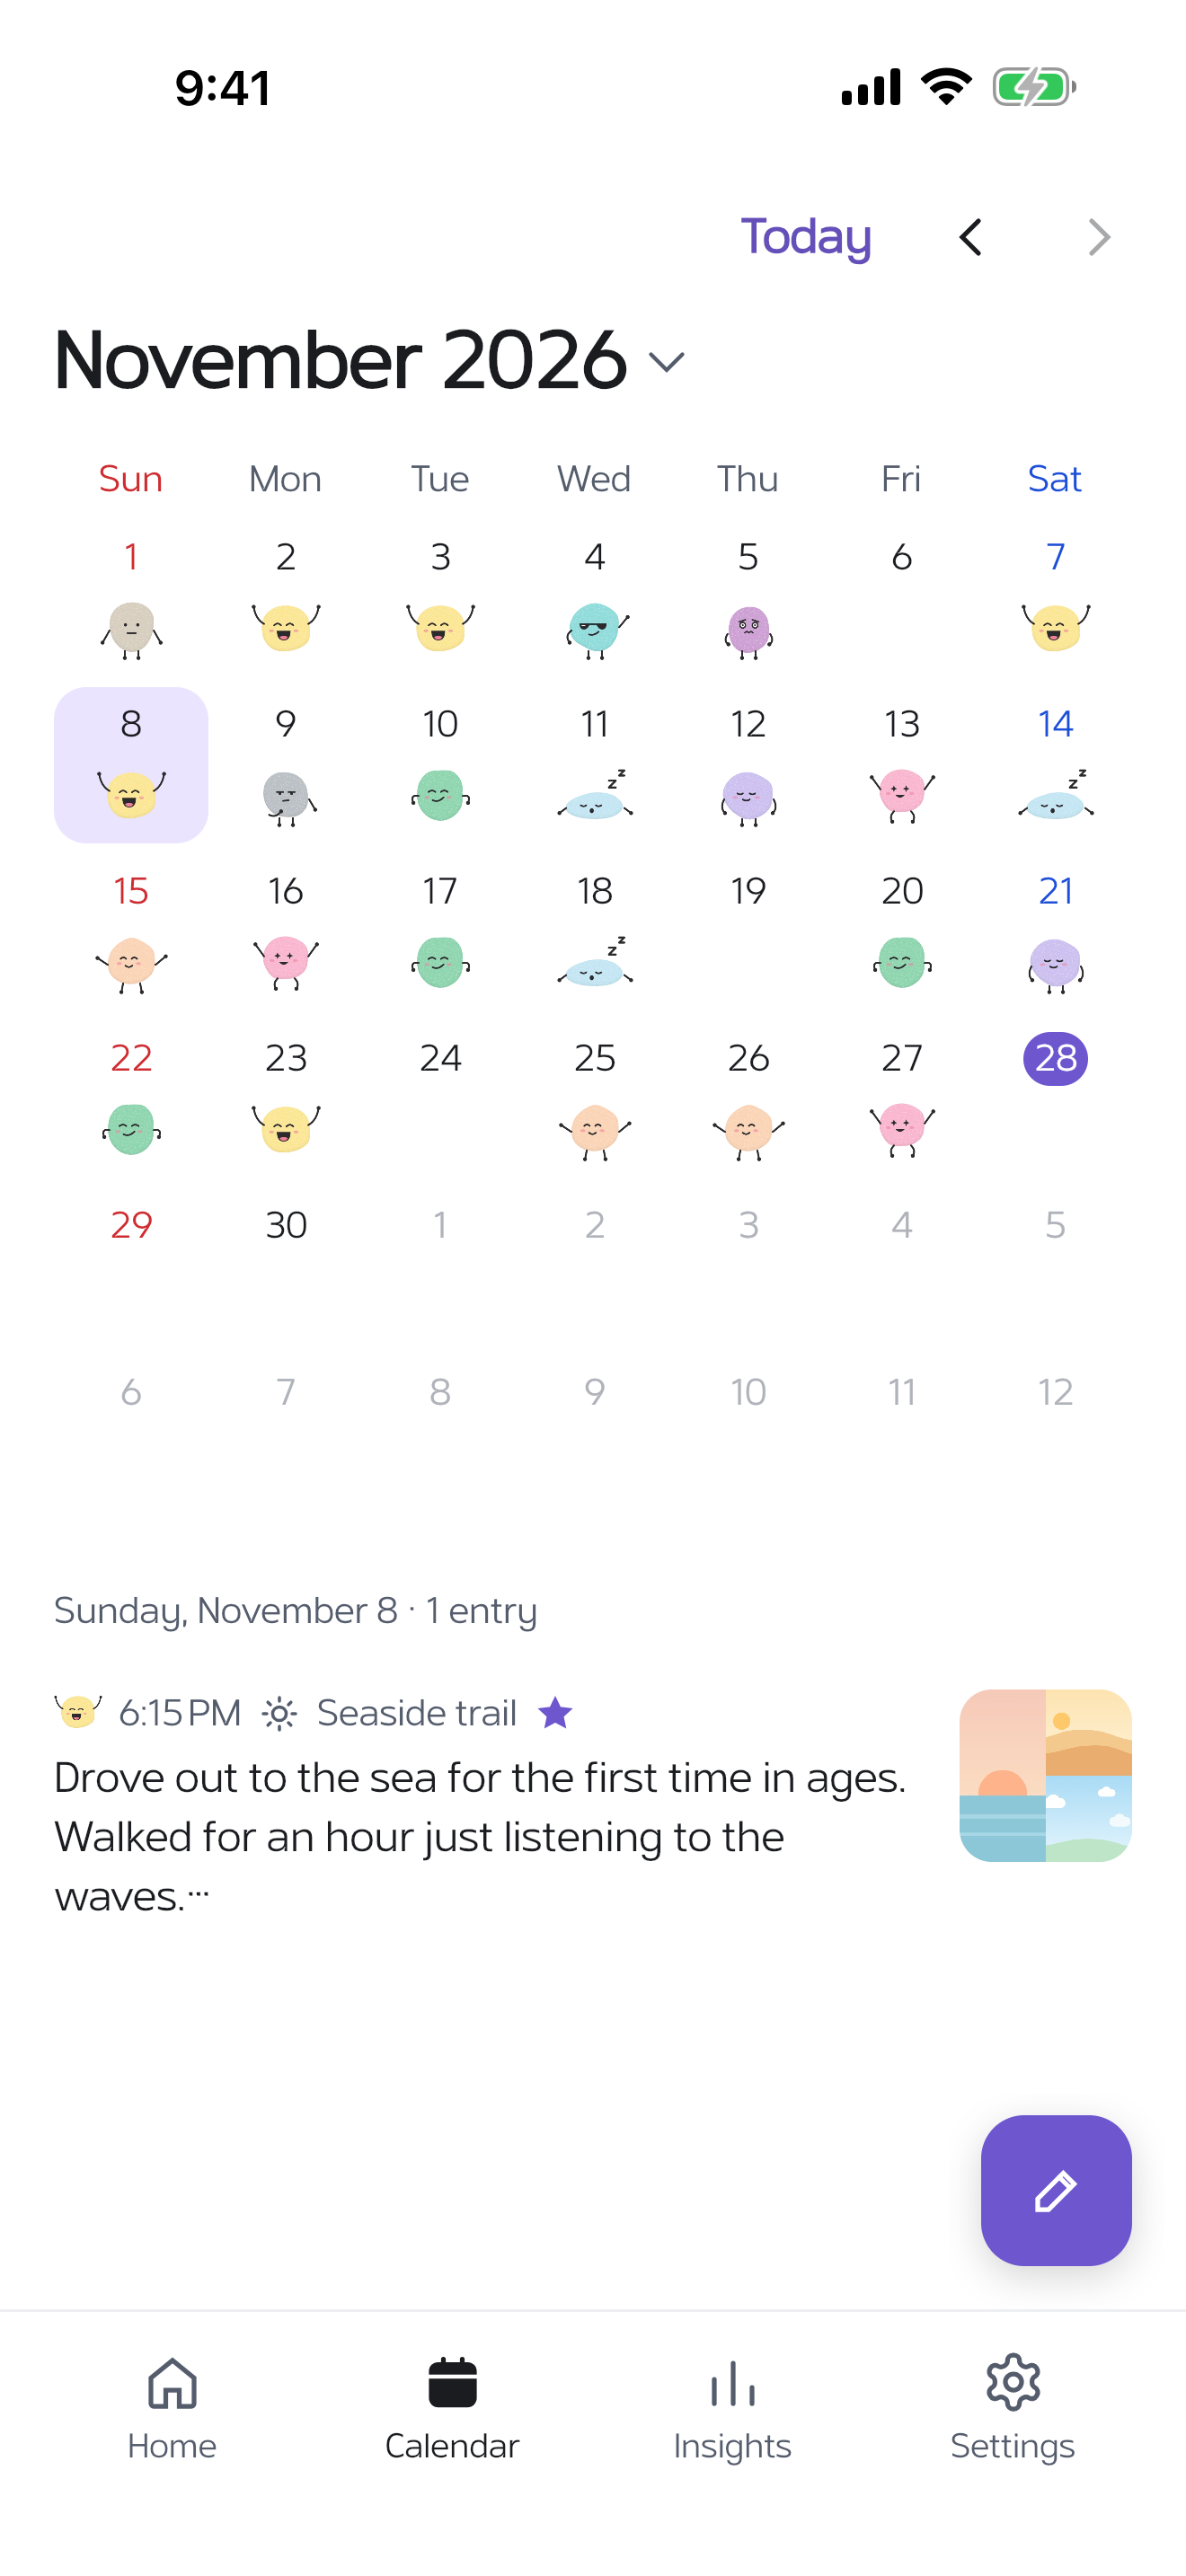 9:41
Today
November 2026
Sun Mon Tue Wed Thu Fri Sat
1 2 3 4 5 6 7
8 9 10 11 12 13 14
z z z z
15 16 17 18 19 20 21
z z
22 23 24 25 26 27 28
29 30 1 2 3 4 5
6 7 8 9 10 11 12
Sunday, November 8 · 1 entry
6:15 PM Seaside trail
Drove out to the sea for the first time in ages.
Walked for an hour just listening to the
waves.…
Home Calendar Insights Settings